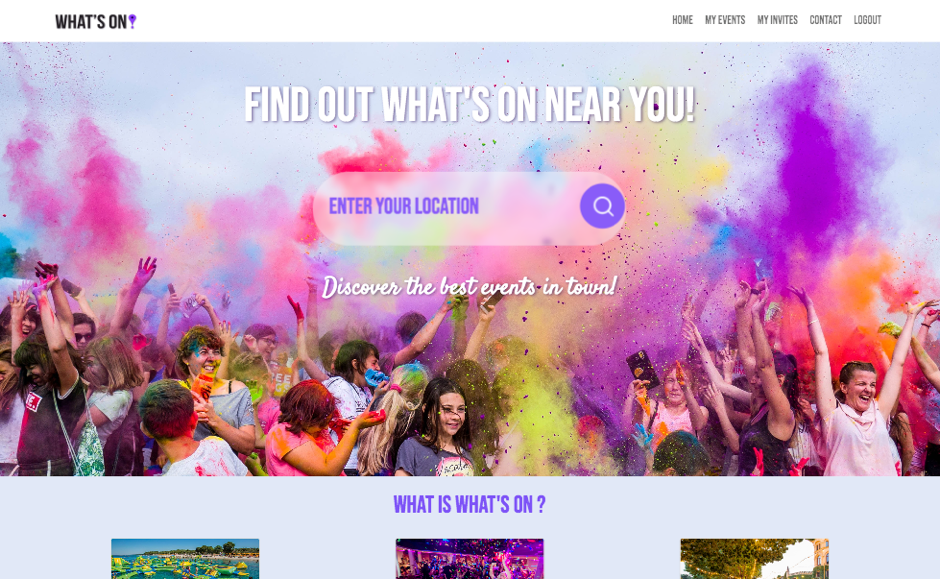 WHAT'S ON!
HOME MY EVENTS MY INVITES CONTACT LOGOUT
FIND OUT WHAT'S ON NEAR YOU!
ENTER YOUR LOCATION
Discover the best events in town!
WHAT IS WHAT'S ON ?